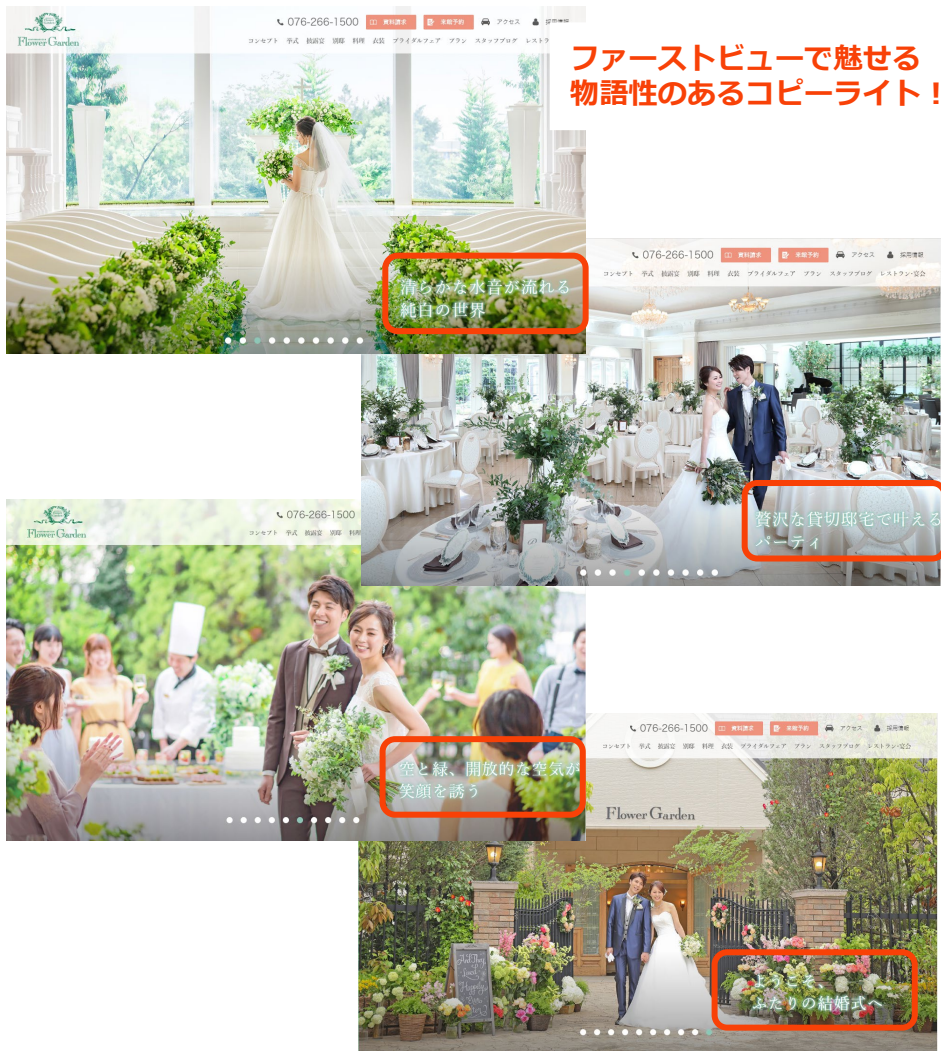 Flower Garden
076-266-1500
資料請求
来館予約
アクセス
採用情報
コンセプト 挙式 披露宴 別邸 料理 衣装 ブライダルフェア プラン スタッフブログ レストラ
ファーストビューで魅せる
物語性のあるコピーライト！
清らかな水音が流れる
純白の世界
076-266-1500
資料請求
来館予約
アクセス
採用情報
コンセプト 挙式 披露宴 別邸 料理 衣装 ブライダルフェア プラン スタッフブログ レストラン・宴会
贅沢な貸切邸宅で叶える
パーティ
Flower Garden
076-266-1500
コンセプト 挙式 披露宴 別邸 料理
空と緑、開放的な空気が
笑顔を誘う
076-266-1500
資料請求
来館予約
アクセス
採用情報
コンセプト 挙式 披露宴 別邸 料理 衣装 ブライダルフェア プラン スタッフブログ レストラン・宴会
Flower Garden
And They
Lived
Happily
Ever
ようこそ、
ふたりの結婚式へ